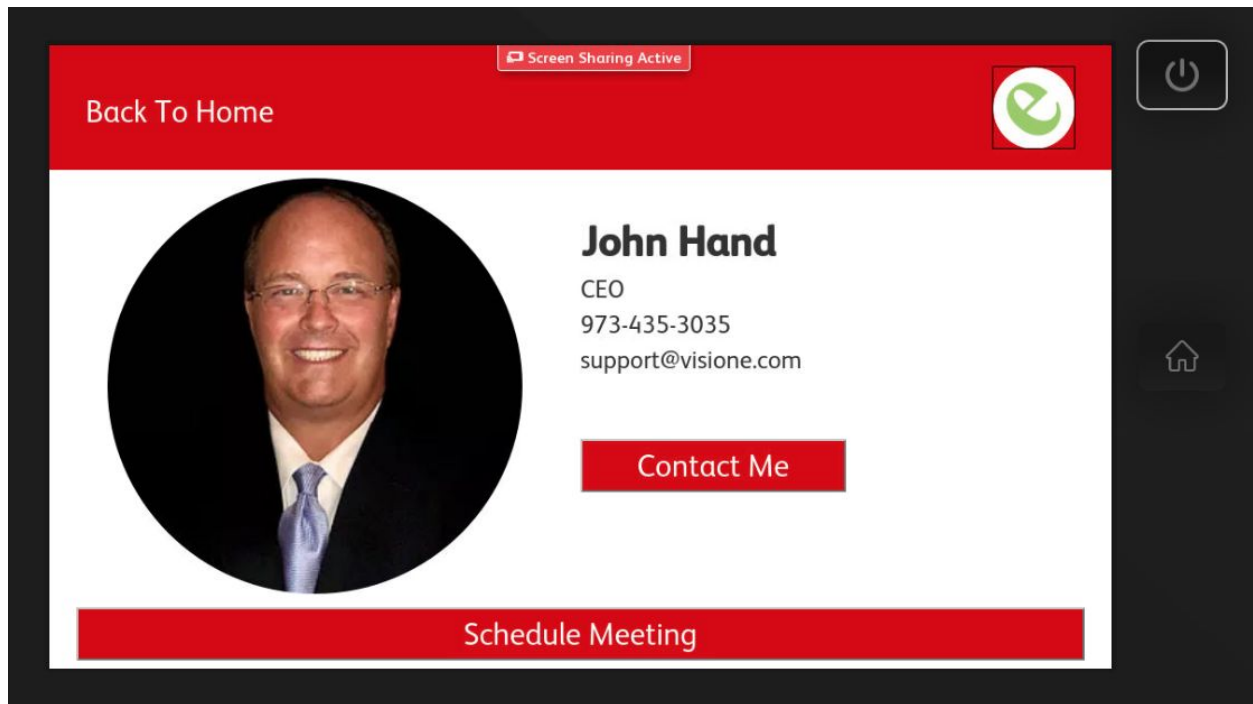 Screen Sharing Active
Back To Home
e
John Hand
CEO
973-435-3035
support@visione.com
Contact Me
Schedule Meeting